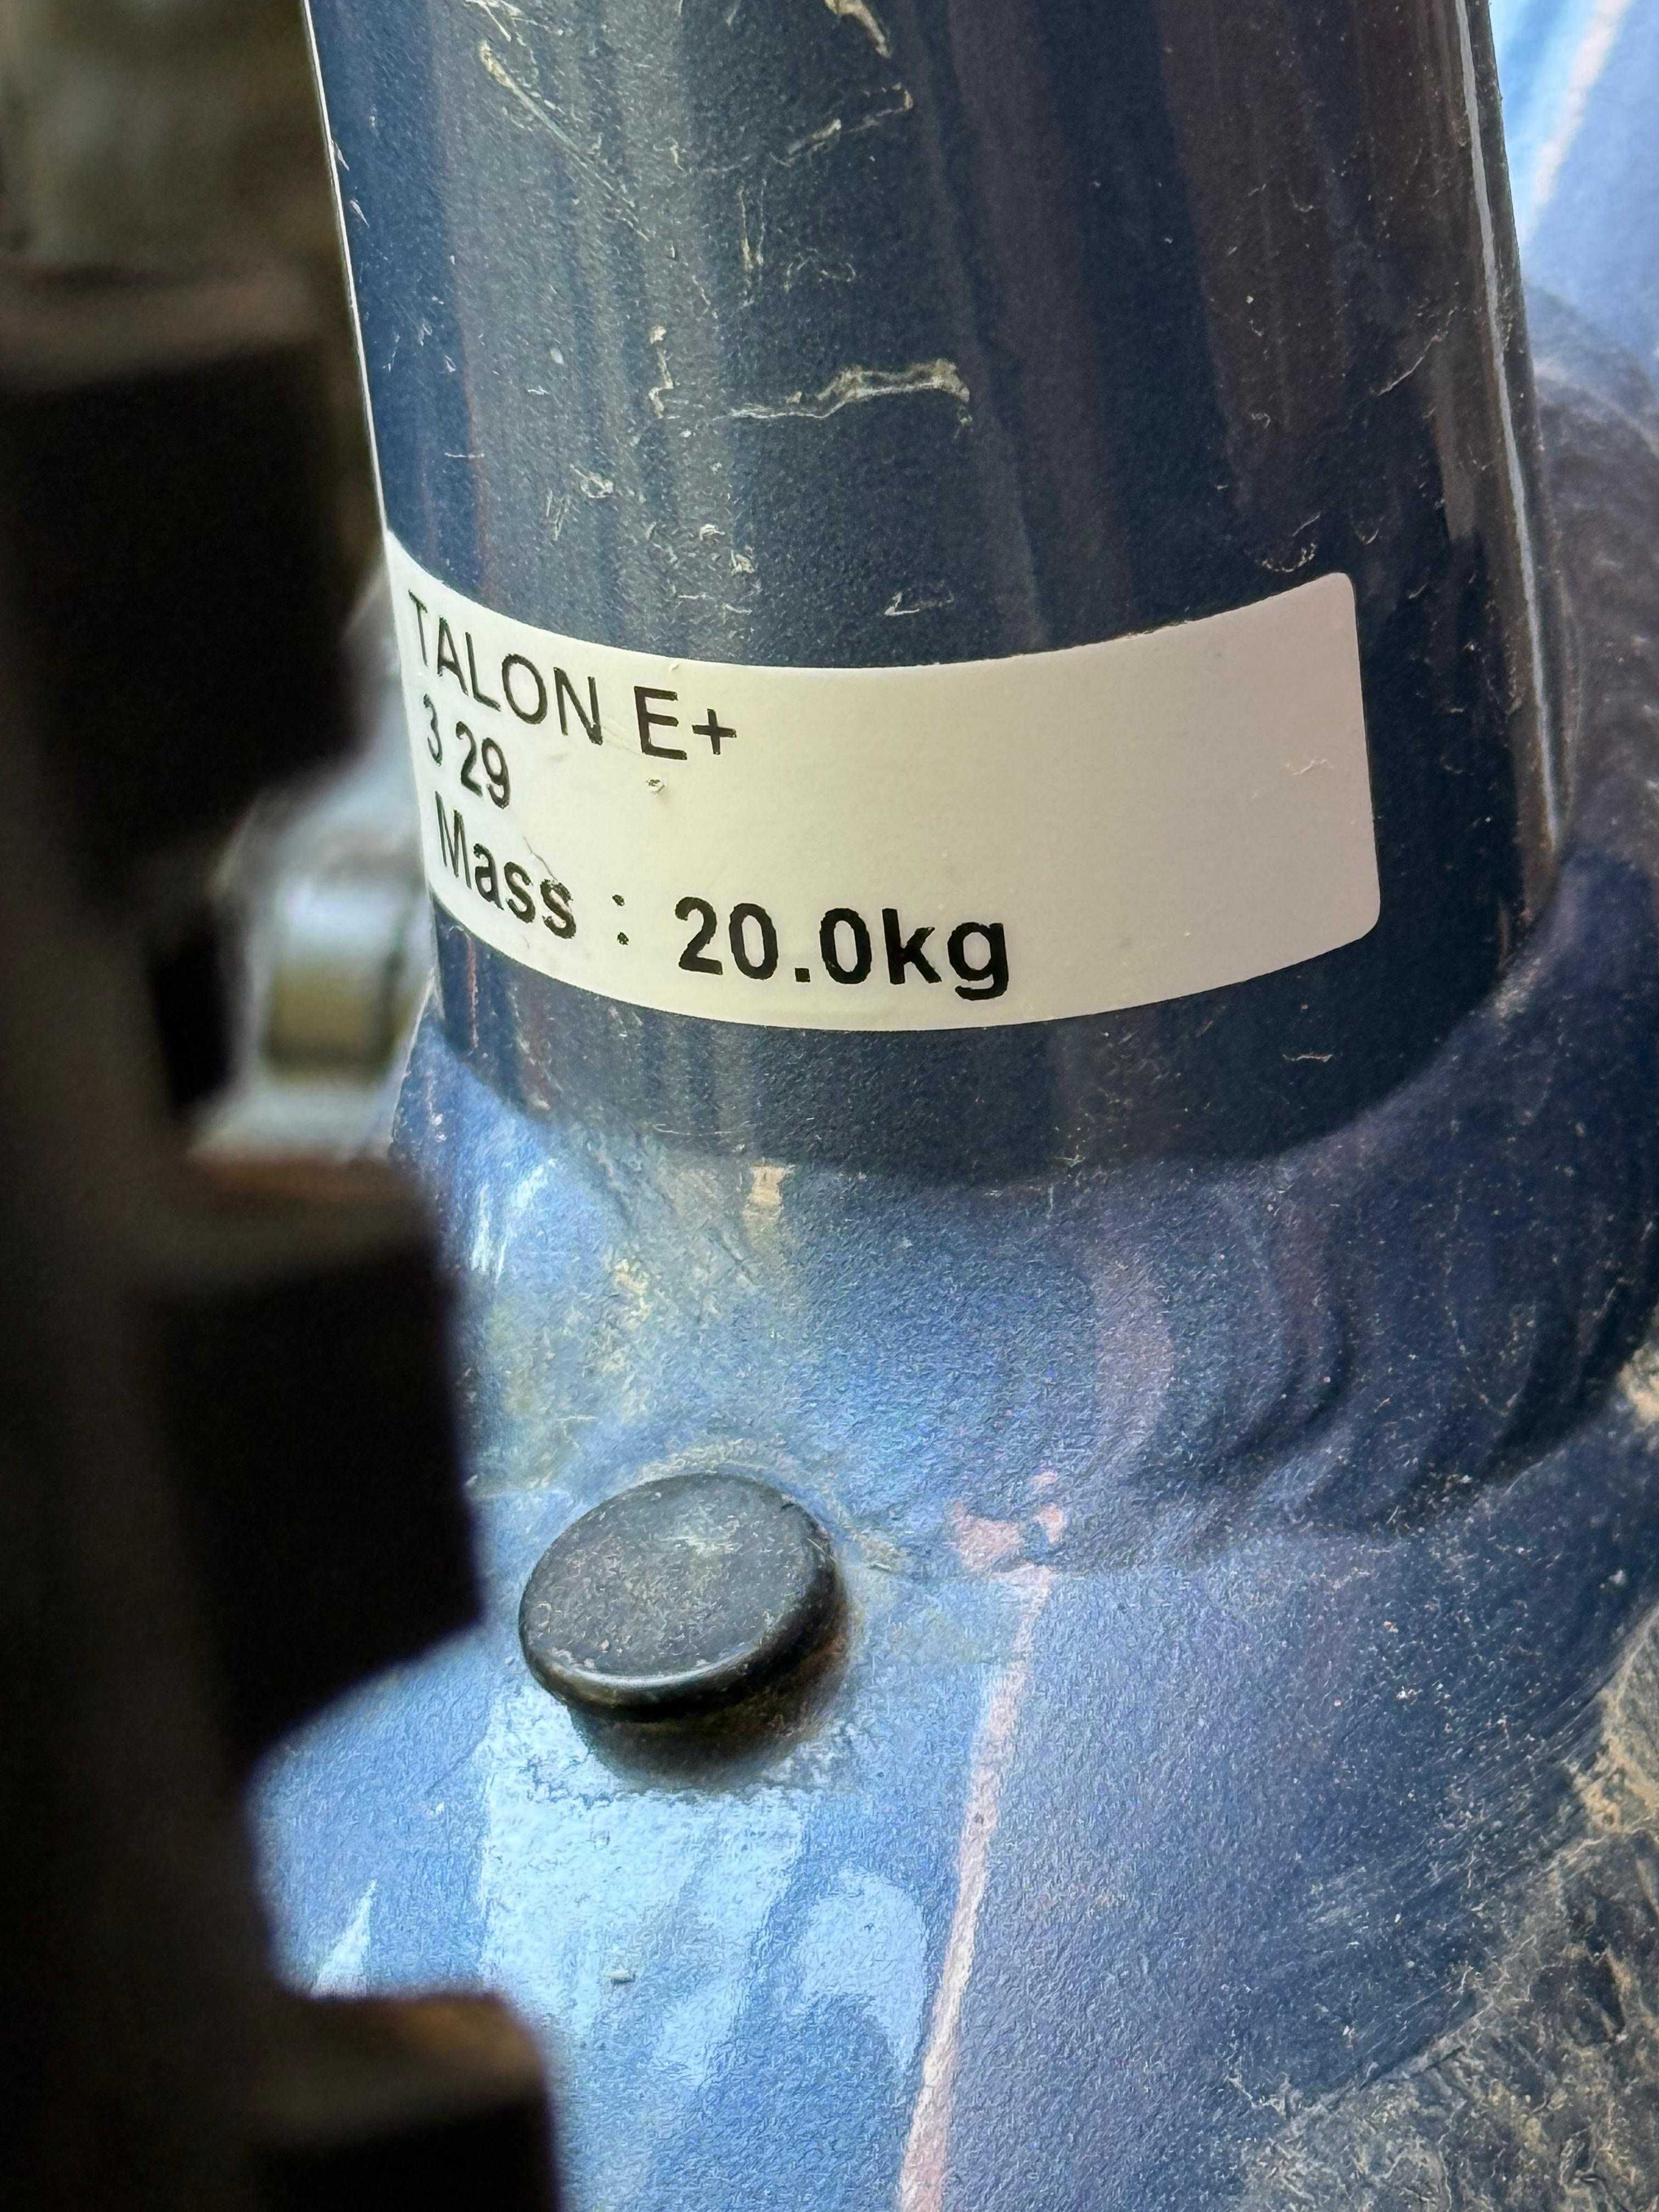 TALON E+
3 29
Mass : 20.0kg